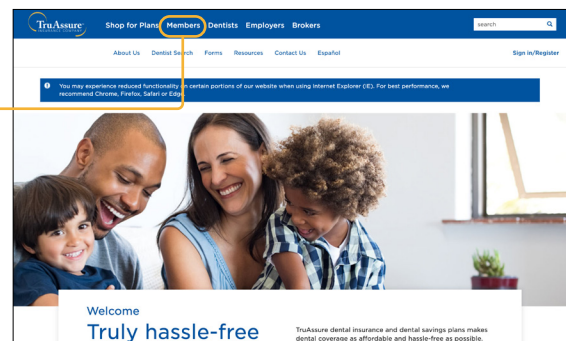 TruAssure
INSURANCE COMPANY
Shop for Plans Members Dentists Employers Brokers
search
About Us Dentist Search Forms Resources Contact Us Español
Sign in/Register
You may experience reduced functionality on certain portions of our website when using Internet Explorer (IE). For best performance, we
recommend Chrome, Firefox, Safari or Edge.
Welcome
Truly hassle-free
TruAssure dental insurance and dental savings plans makes
dental coverage as affordable and hassle-free as possible.